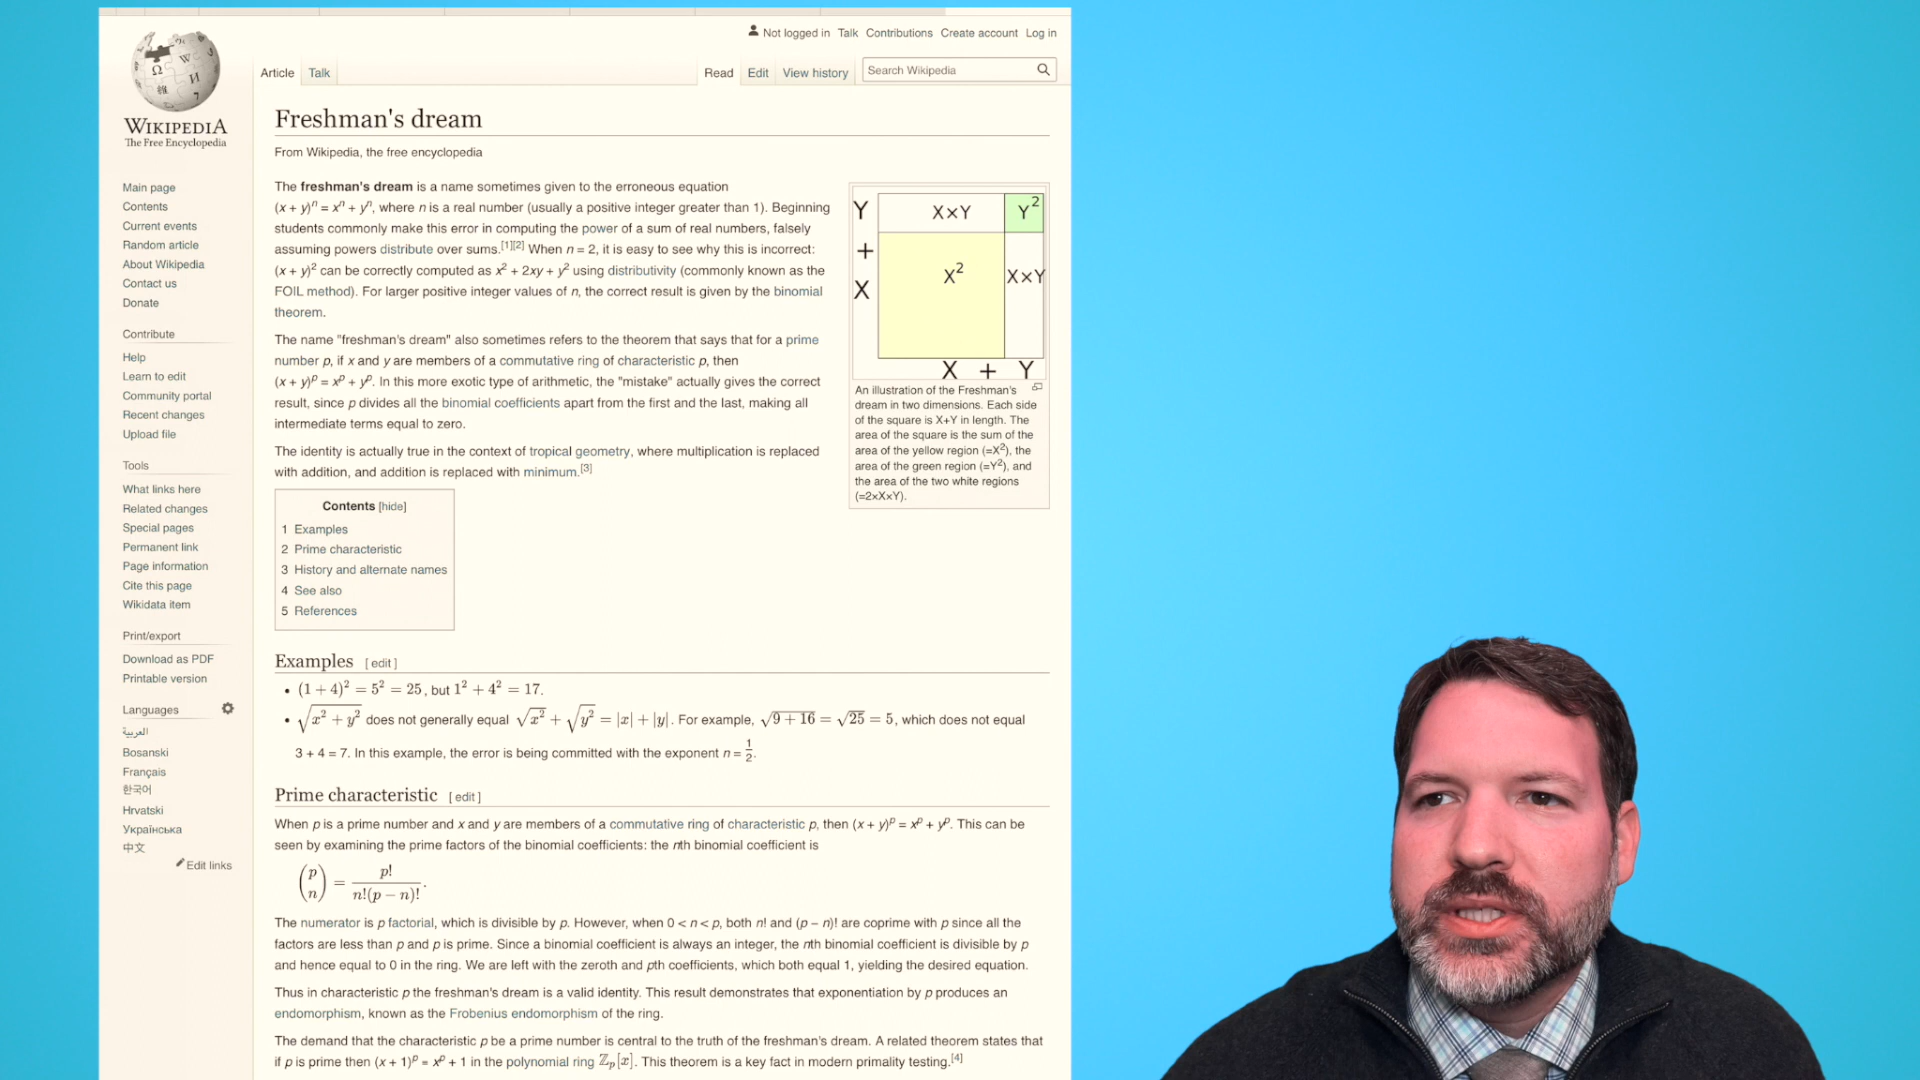 Not logged in Talk Contributions Create account Log in
Article Talk Read Edit View history Search Wikipedia
WIKIPEDIA
The Free Encyclopedia
Main page
Contents
Current events
Random article
About Wikipedia
Contact us
Donate
Contribute
Help
Learn to edit
Community portal
Recent changes
Upload file
Tools
What links here
Related changes
Special pages
Permanent link
Page information
Cite this page
Wikidata item
Print/export
Download as PDF
Printable version
Languages
العربية
Bosanski
Français
한국어
Hrvatski
Українська
中文
Edit links
Freshman's dream
From Wikipedia, the free encyclopedia
The freshman's dream is a name sometimes given to the erroneous equation
(x + y)ⁿ = xⁿ + yⁿ, where n is a real number (usually a positive integer greater than 1). Beginning
students commonly make this error in computing the power of a sum of real numbers, falsely
assuming powers distribute over sums.[1][2] When n = 2, it is easy to see why this is incorrect:
(x + y)² can be correctly computed as x² + 2xy + y² using distributivity (commonly known as the
FOIL method). For larger positive integer values of n, the correct result is given by the binomial
theorem.
The name "freshman's dream" also sometimes refers to the theorem that says that for a prime
number p, if x and y are members of a commutative ring of characteristic p, then
(x + y)ᵖ = xᵖ + yᵖ. In this more exotic type of arithmetic, the "mistake" actually gives the correct
result, since p divides all the binomial coefficients apart from the first and the last, making all
intermediate terms equal to zero.
The identity is actually true in the context of tropical geometry, where multiplication is replaced
with addition, and addition is replaced with minimum.[3]
Y X×Y Y²
+
X X² X×Y
X + Y
An illustration of the Freshman's
dream in two dimensions. Each side
of the square is X+Y in length. The
area of the square is the sum of the
area of the yellow region (=X²), the
area of the green region (=Y²), and
the area of the two white regions
(=2×X×Y).
Contents [hide]
1 Examples
2 Prime characteristic
3 History and alternate names
4 See also
5 References
Examples [ edit ]
• (1 + 4)² = 5² = 25, but 1² + 4² = 17.
• √(x² + y²) does not generally equal √x² + √y² = |x| + |y|. For example, √(9 + 16) = √25 = 5, which does not equal
3 + 4 = 7. In this example, the error is being committed with the exponent n = 1/2.
Prime characteristic [ edit ]
When p is a prime number and x and y are members of a commutative ring of characteristic p, then (x + y)ᵖ = xᵖ + yᵖ. This can be
seen by examining the prime factors of the binomial coefficients: the nth binomial coefficient is
(p n) = p! / n!(p − n)!.
The numerator is p factorial, which is divisible by p. However, when 0 < n < p, both n! and (p − n)! are coprime with p since all the
factors are less than p and p is prime. Since a binomial coefficient is always an integer, the nth binomial coefficient is divisible by p
and hence equal to 0 in the ring. We are left with the zeroth and pth coefficients, which both equal 1, yielding the desired equation.
Thus in characteristic p the freshman's dream is a valid identity. This result demonstrates that exponentiation by p produces an
endomorphism, known as the Frobenius endomorphism of the ring.
The demand that the characteristic p be a prime number is central to the truth of the freshman's dream. A related theorem states that
if p is prime then (x + 1)ᵖ = xᵖ + 1 in the polynomial ring ℤₚ[x]. This theorem is a key fact in modern primality testing.[4]